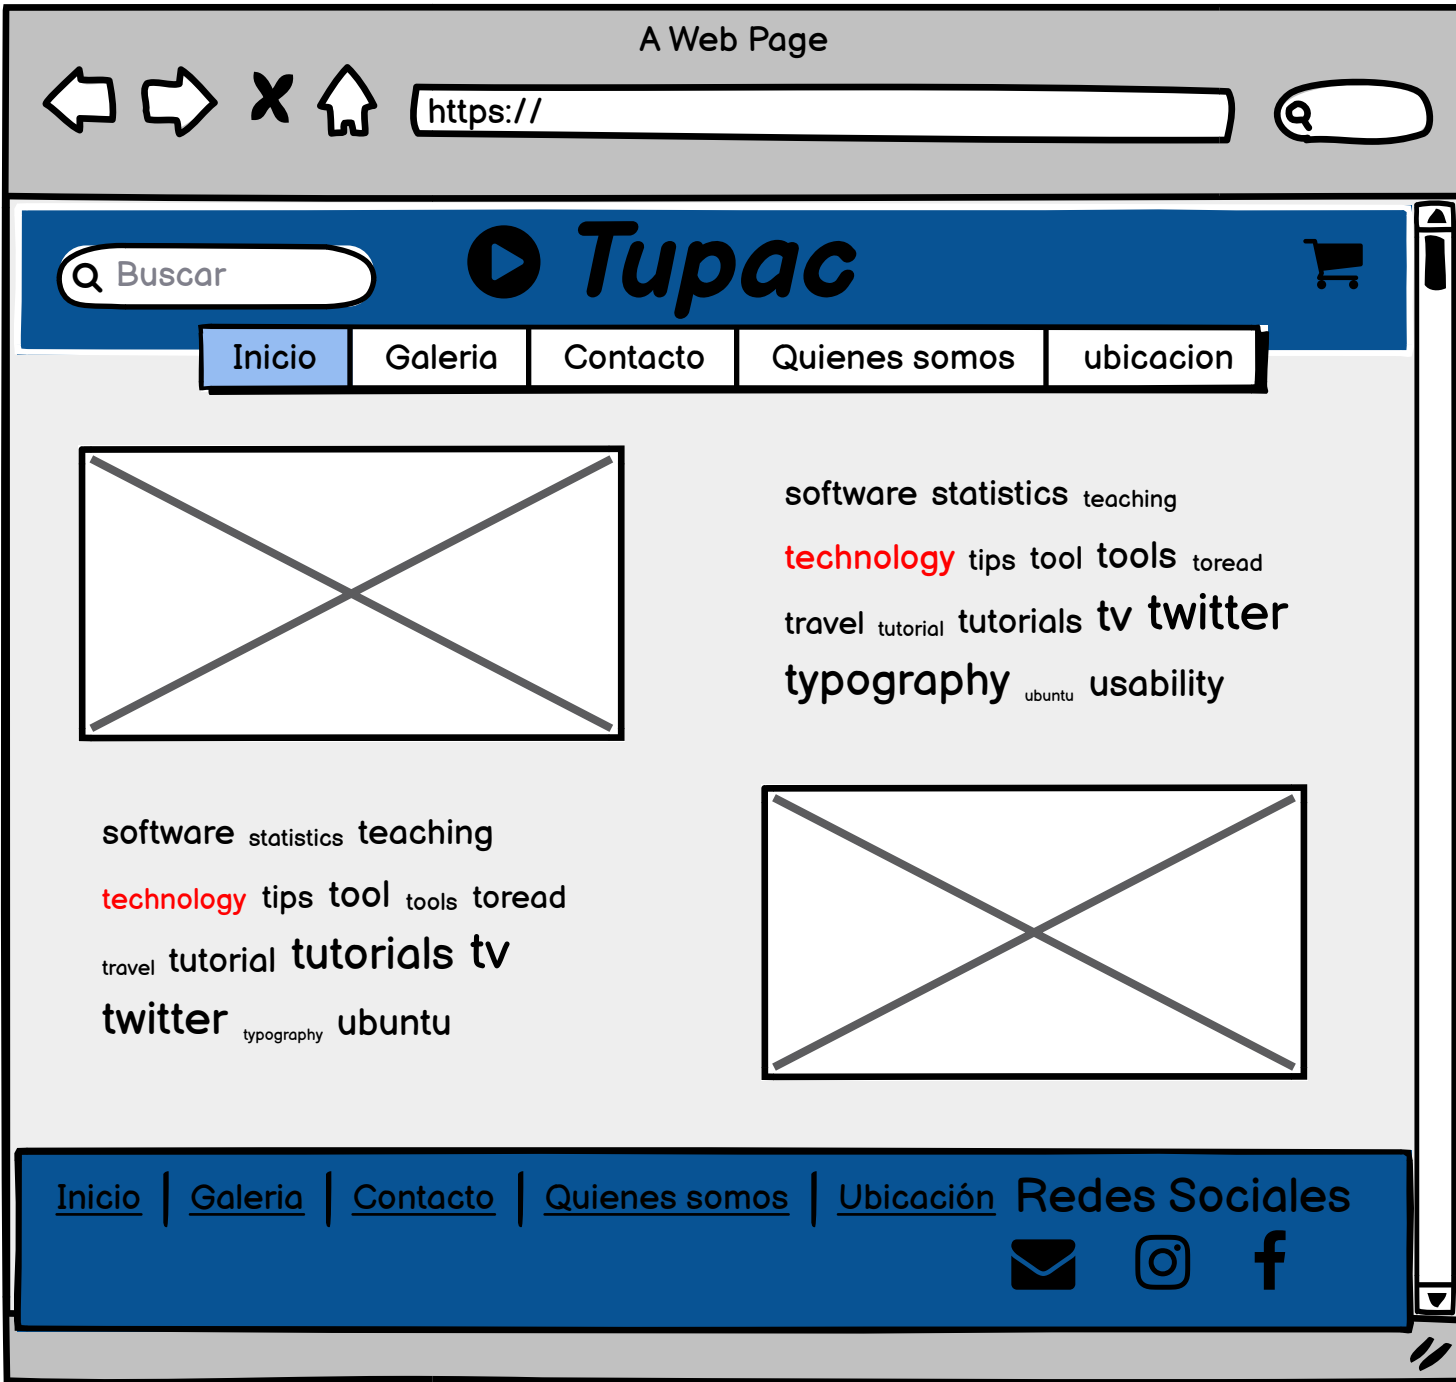 A Web Page
https://
Buscar
Tupac
Inicio Galeria Contacto Quienes somos ubicacion
software statistics teaching
technology tips tool tools toread
travel tutorial tutorials tv twitter
typography ubuntu usability
software statistics teaching
technology tips tool tools toread
travel tutorial tutorials tv
twitter typography ubuntu
Inicio Galeria Contacto Quienes somos Ubicación Redes Sociales